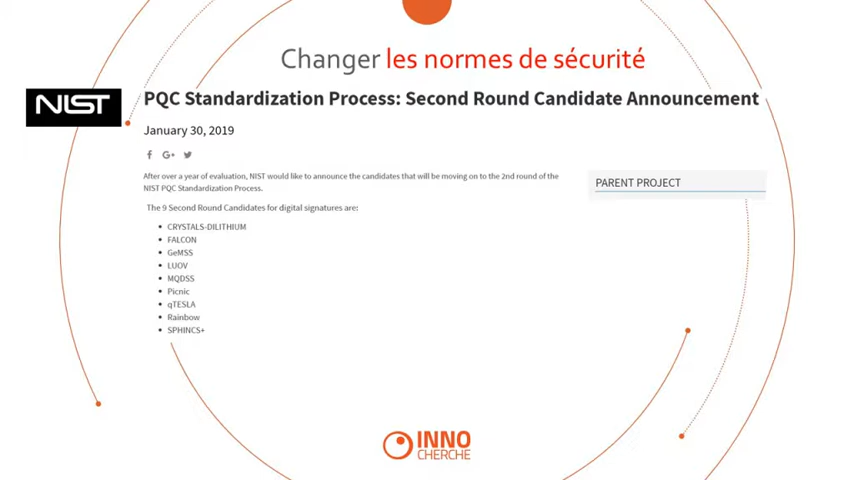 Changer les normes de sécurité
NIST
PQC Standardization Process: Second Round Candidate Announcement
January 30, 2019
After over a year of evaluation, NIST would like to announce the candidates that will be moving on to the 2nd round of the
NIST PQC Standardization Process.
PARENT PROJECT
The 9 Second Round Candidates for digital signatures are:
CRYSTALS-DILITHIUM
FALCON
GeMSS
LUOV
MQDSS
Picnic
qTESLA
Rainbow
SPHINCS+
INNO
CHERCHE